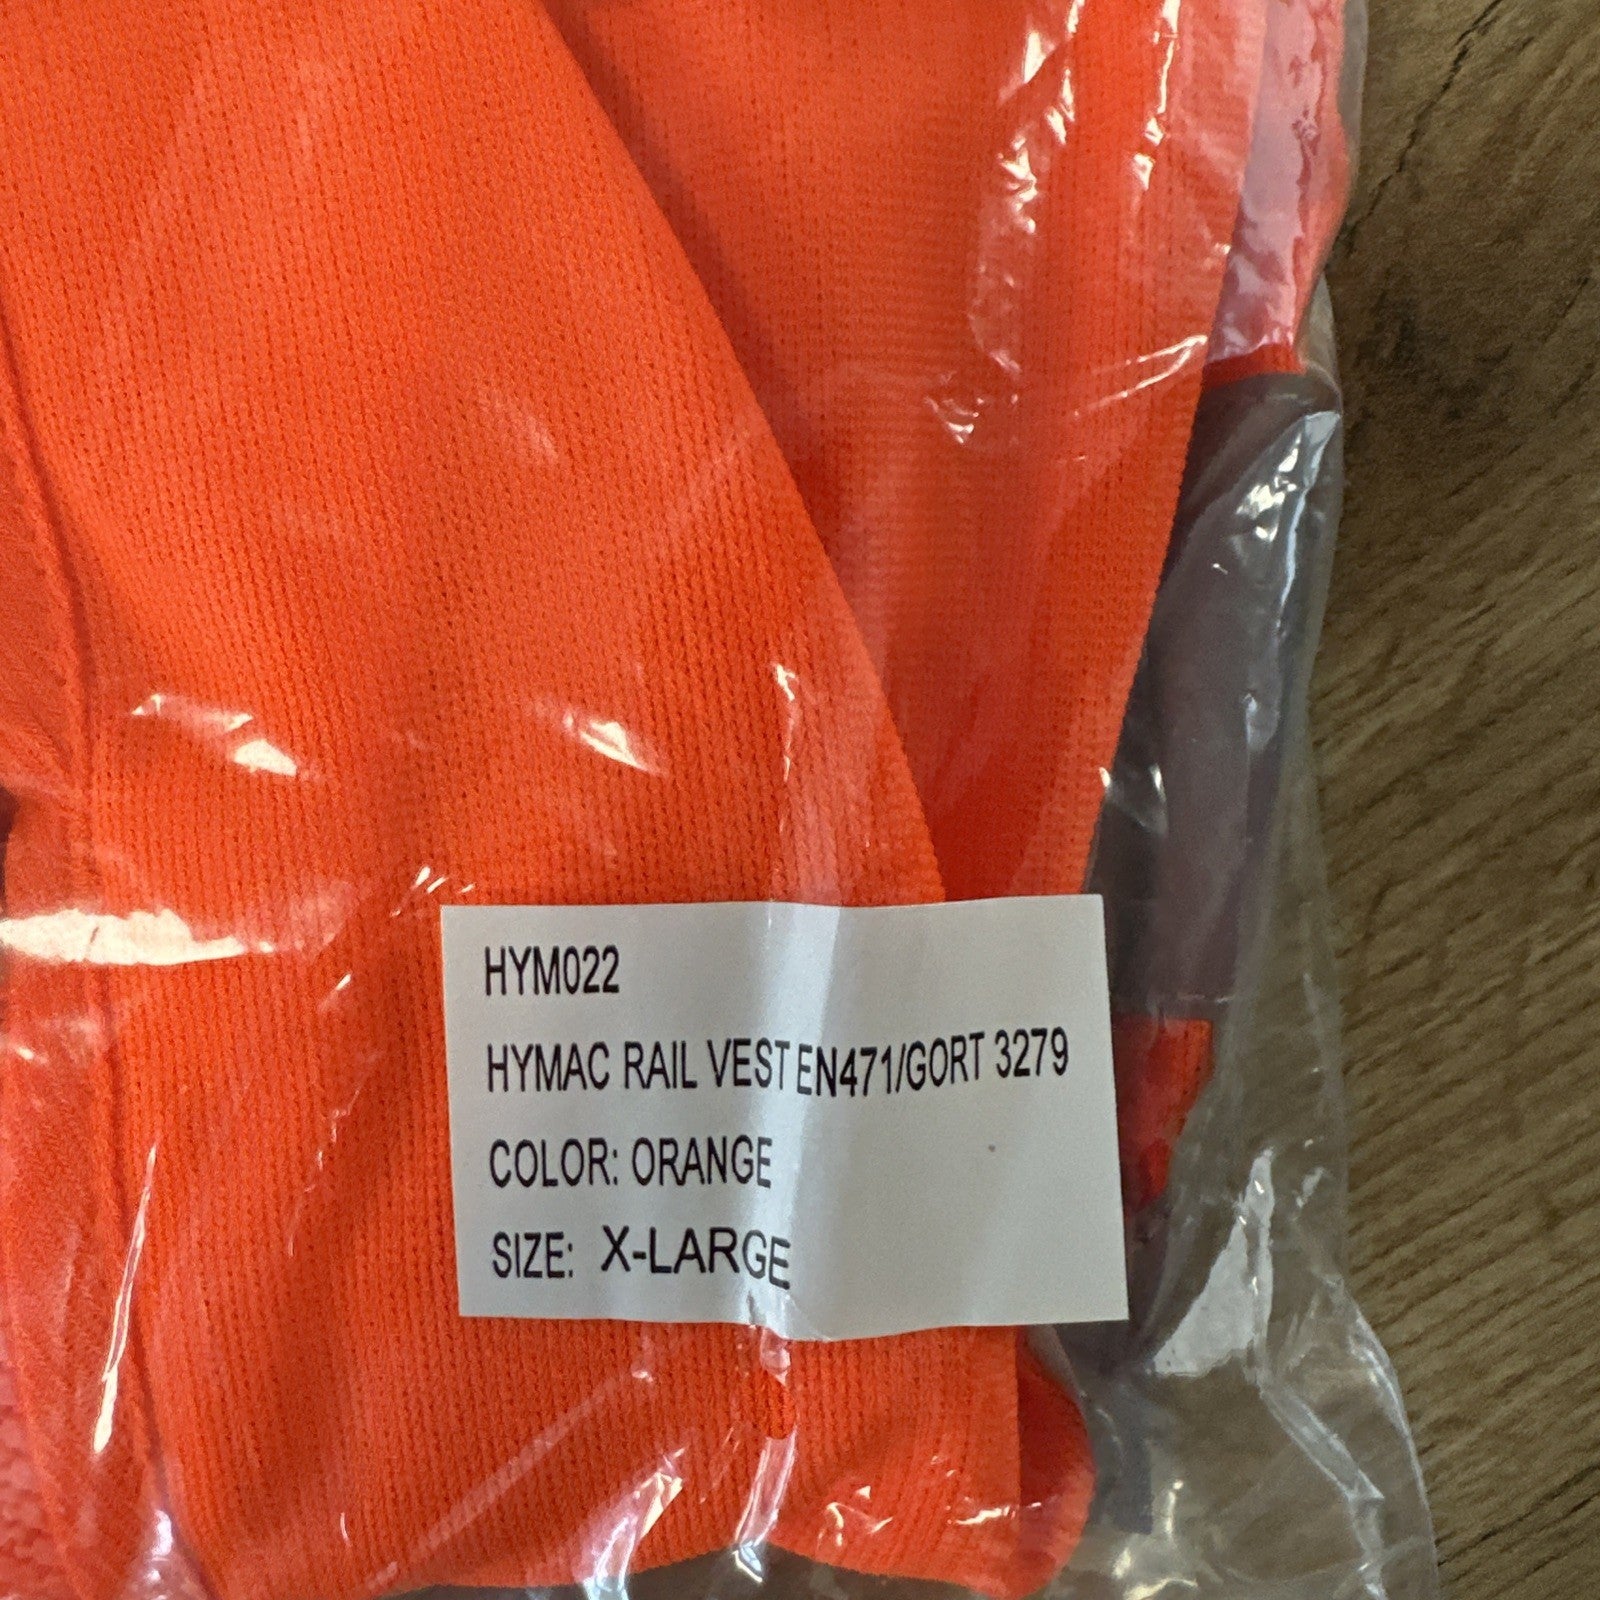 HYM022
HYMAC RAIL VEST EN471/GORT 3279
COLOR: ORANGE
SIZE: X-LARGE